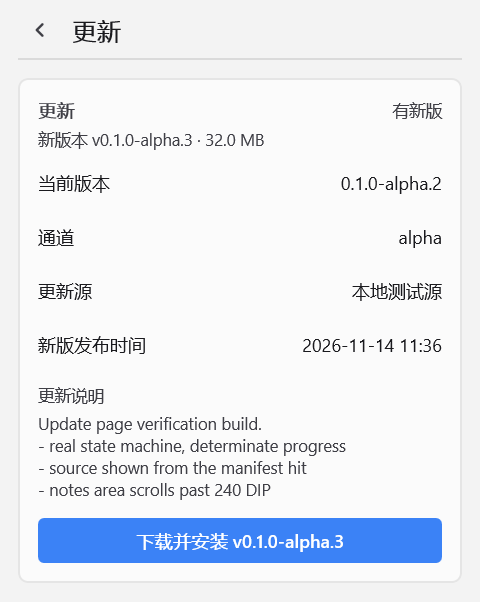 更新
更新 有新版
新版本 v0.1.0-alpha.3 · 32.0 MB
当前版本 0.1.0-alpha.2
通道 alpha
更新源 本地测试源
新版发布时间 2026-11-14 11:36
更新说明
Update page verification build.
- real state machine, determinate progress
- source shown from the manifest hit
- notes area scrolls past 240 DIP
下载并安装 v0.1.0-alpha.3